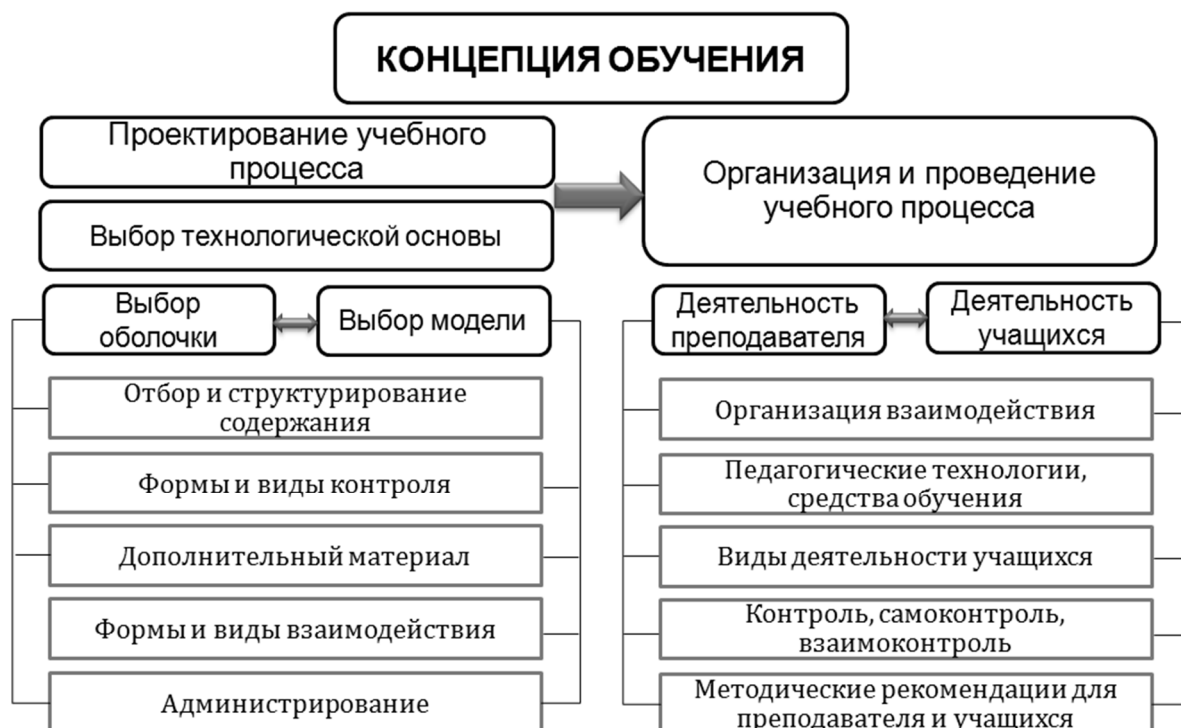 КОНЦЕПЦИЯ ОБУЧЕНИЯ
Проектирование учебного
процесса
Выбор технологической основы
Организация и проведение
учебного процесса
Выбор
оболочки
Выбор модели
Деятельность
преподавателя
Деятельность
учащихся
Отбор и структурирование
содержания
Формы и виды контроля
Дополнительный материал
Формы и виды взаимодействия
Администрирование
Организация взаимодействия
Педагогические технологии,
средства обучения
Виды деятельности учащихся
Контроль, самоконтроль,
взаимоконтроль
Методические рекомендации для
преподавателя и учащихся